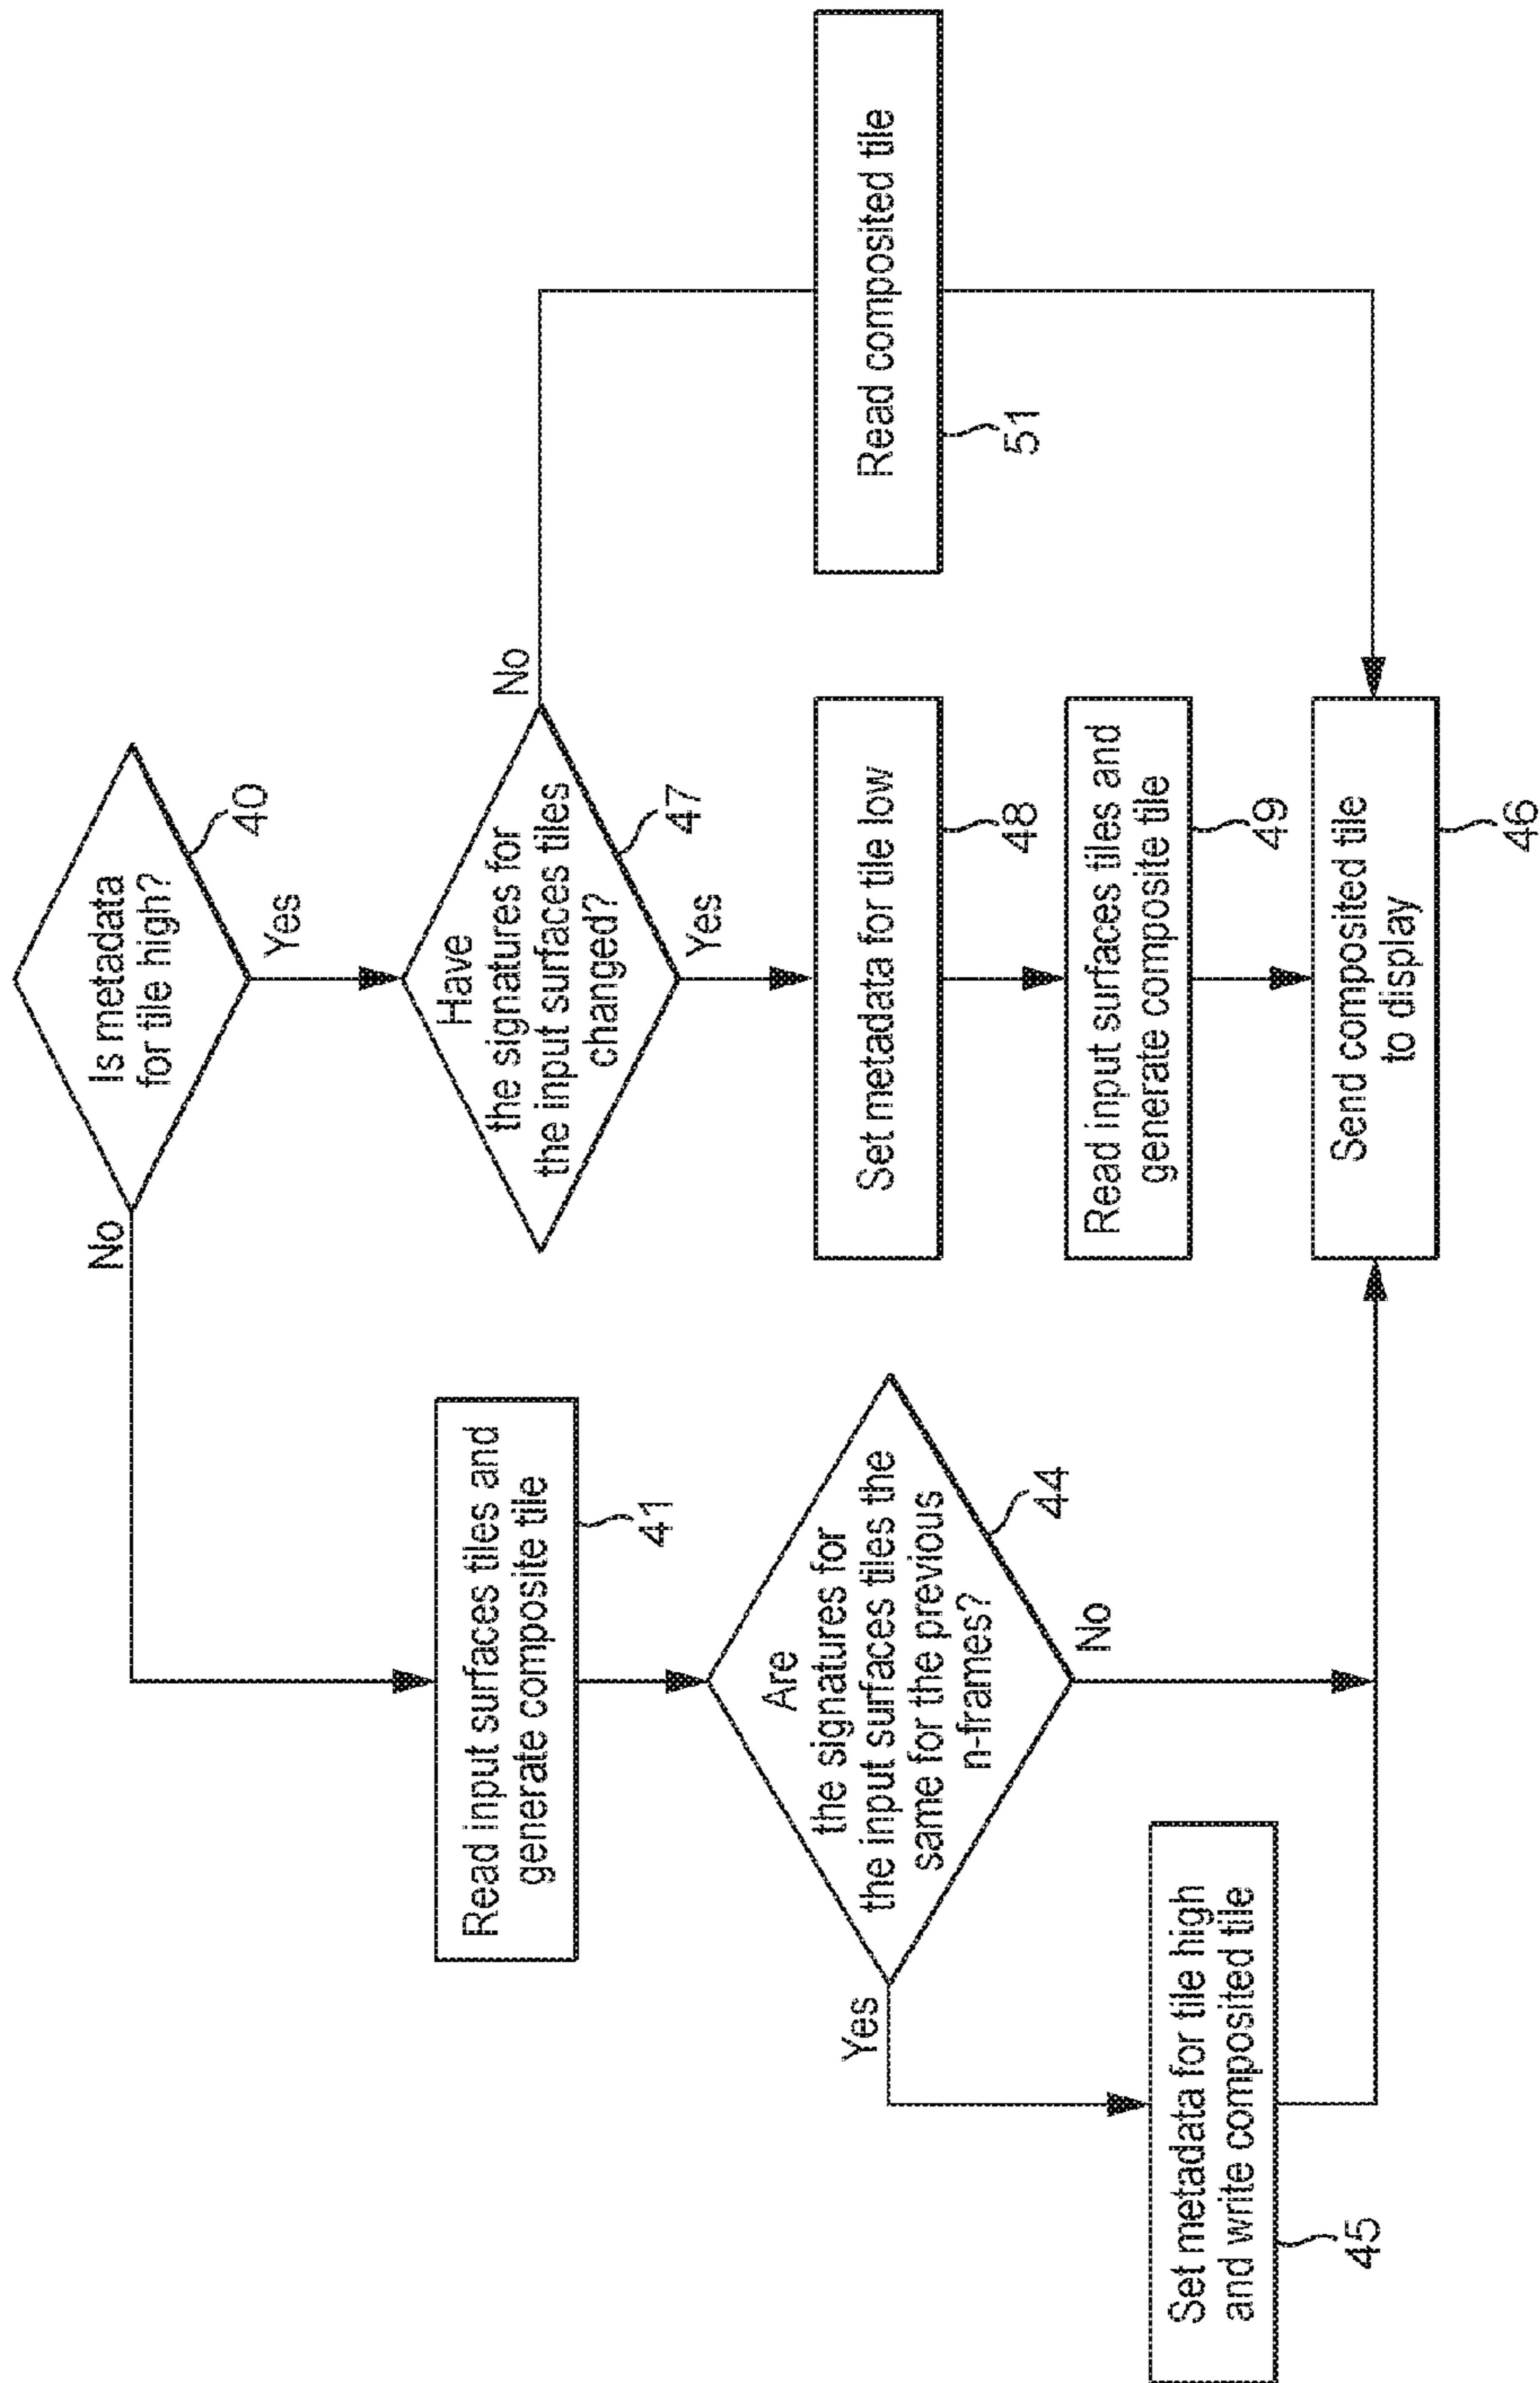 Is metadata
for tile high?
40
No
Yes
Have
the signatures for
the input surfaces tiles
changed?
47
No
Yes
Read input surfaces tiles and
generate composite tile
41
Are
the signatures for
the input surfaces tiles the
same for the previous
n-frames?
44
Yes
No
Set metadata for tile high
and write composited tile
45
Set metadata for tile low
48
Read input surfaces tiles and
generate composite tile
49
Read composited tile
51
Send composited tile
to display
46